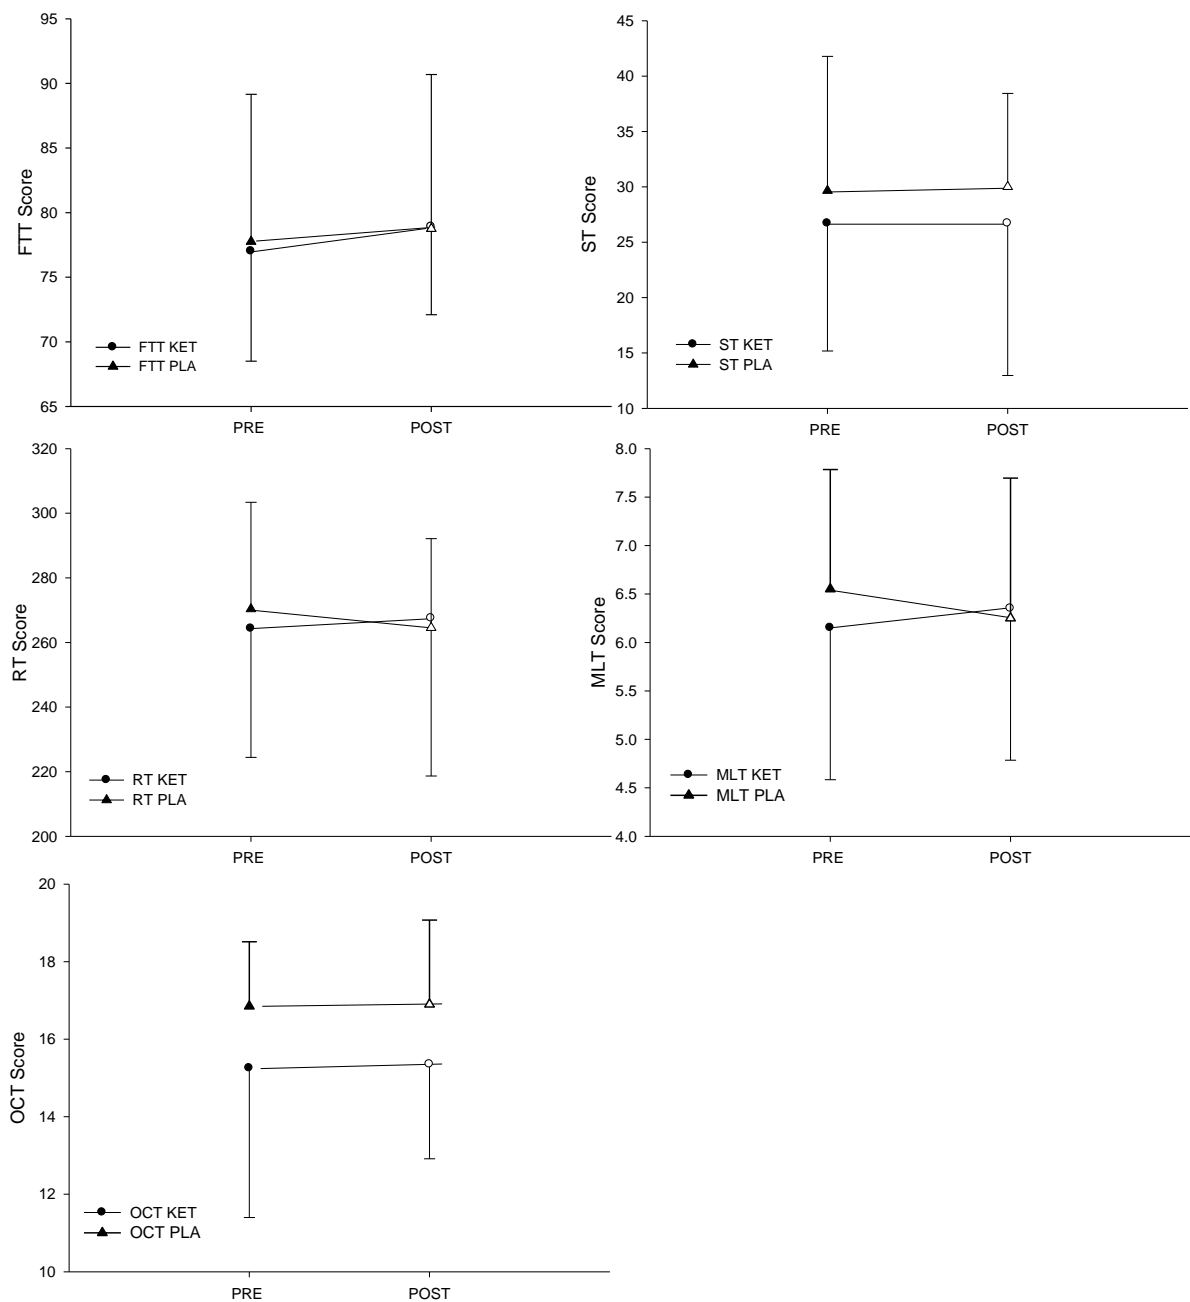 95
90
85
80
75
70
65
FTT Score
FTT KET
FTT PLA
PRE
POST
45
40
35
30
25
20
15
10
ST Score
ST KET
ST PLA
PRE
POST
320
300
280
260
240
220
200
RT Score
RT KET
RT PLA
PRE
POST
8.0
7.5
7.0
6.5
6.0
5.5
5.0
4.5
4.0
MLT Score
MLT KET
MLT PLA
PRE
POST
20
18
16
14
12
10
OCT Score
OCT KET
OCT PLA
PRE
POST